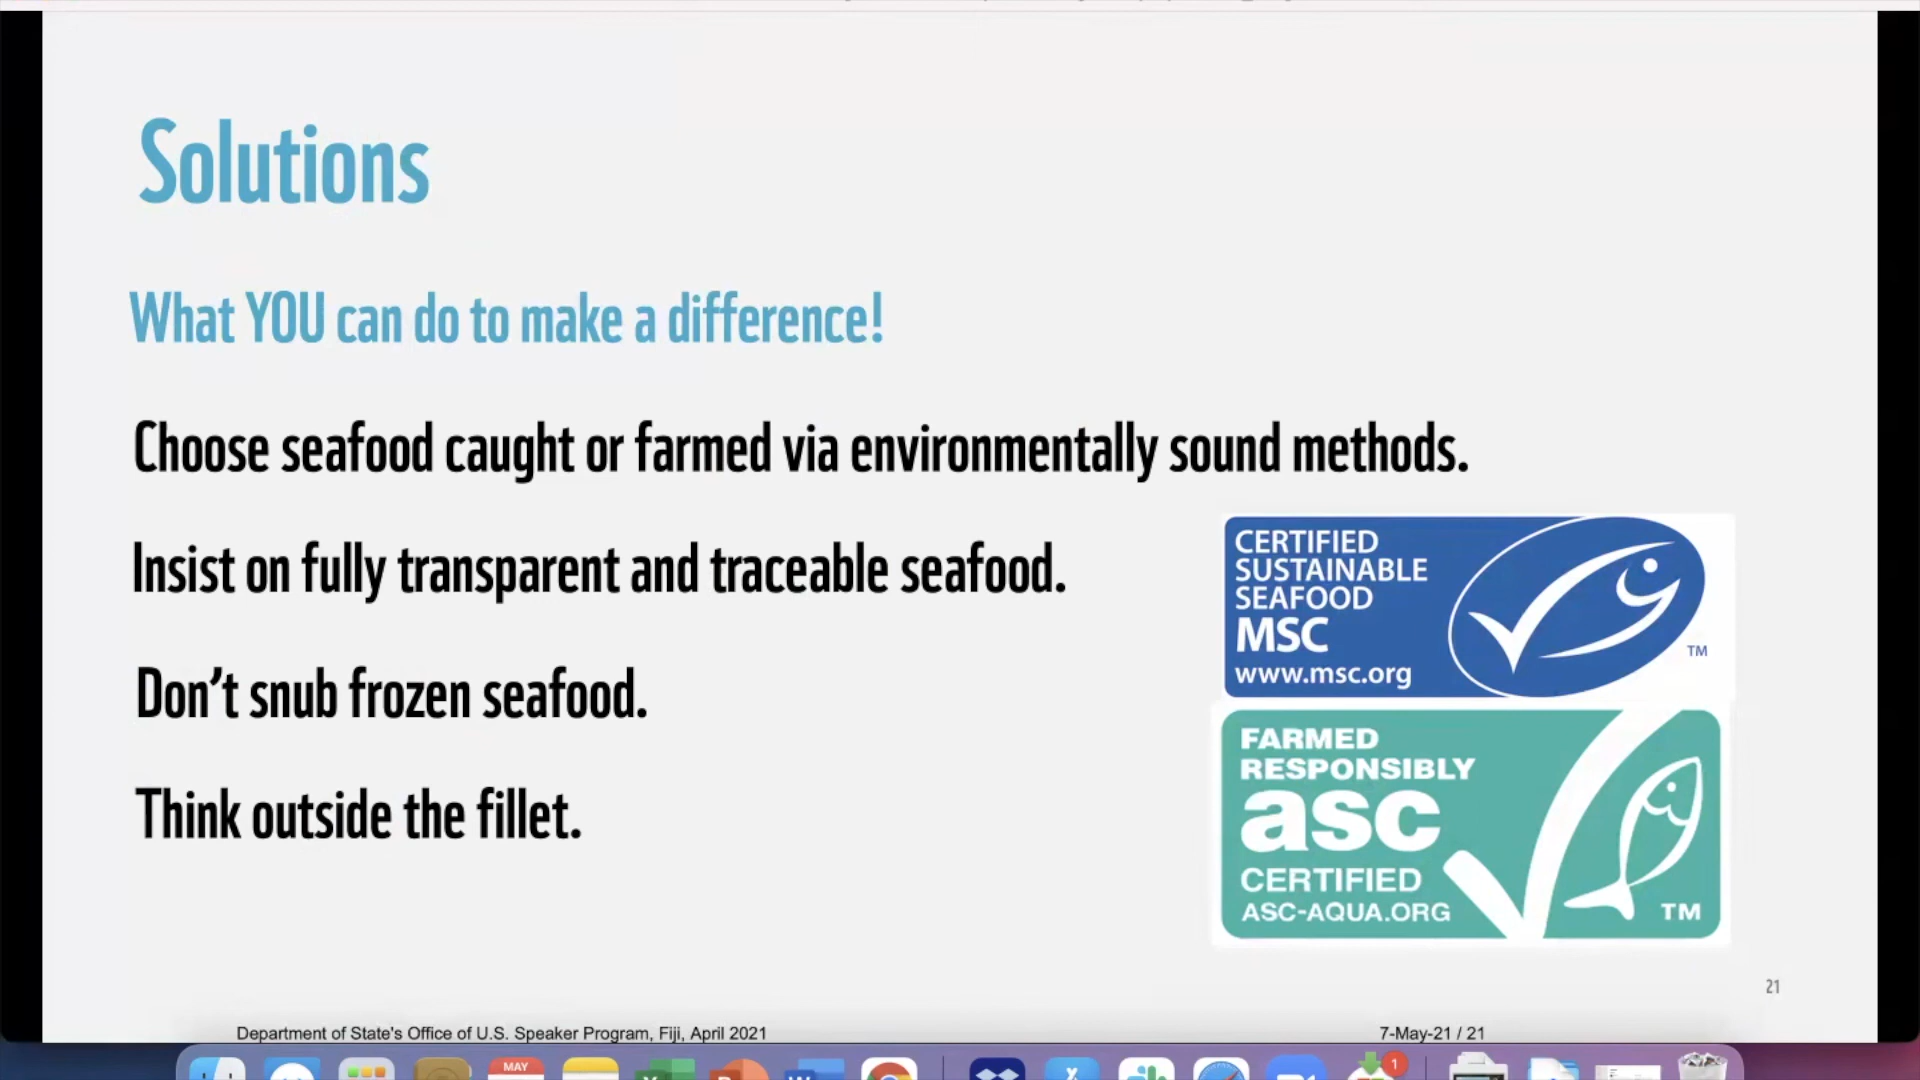 Solutions
What YOU can do to make a difference!
Choose seafood caught or farmed via environmentally sound methods.
Insist on fully transparent and traceable seafood.
Don’t snub frozen seafood.
Think outside the fillet.
CERTIFIED
SUSTAINABLE
SEAFOOD
MSC
www.msc.org
TM
FARMED
RESPONSIBLY
asc
CERTIFIED
ASC-AQUA.ORG
TM
21
Department of State's Office of U.S. Speaker Program, Fiji, April 2021
7-May-21 / 21
MAY
1